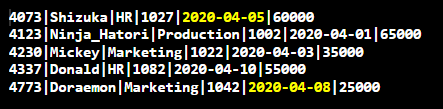 4073|Shizuka|HR|1027|2020-04-05|60000
4123|Ninja_Hatori|Production|1002|2020-04-01|65000
4230|Mickey|Marketing|1022|2020-04-03|35000
4337|Donald|HR|1082|2020-04-10|55000
4773|Doraemon|Marketing|1042|2020-04-08|25000